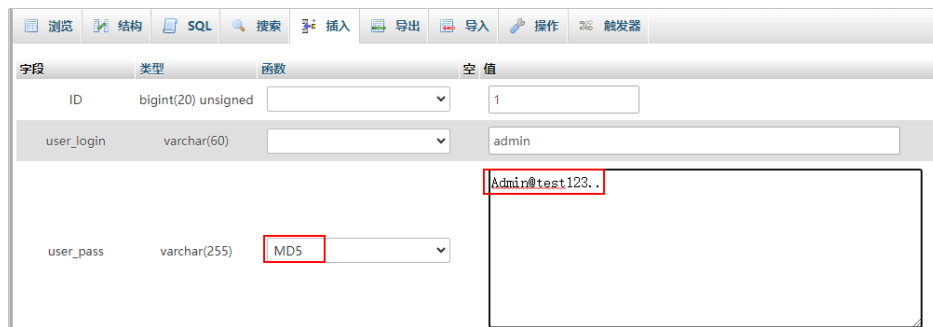 浏览 结构 SQL 搜索 插入 导出 导入 操作 触发器
字段 类型 函数 空 值
ID bigint(20) unsigned 1
user_login varchar(60) admin
Admin@test123..
user_pass varchar(255) MD5